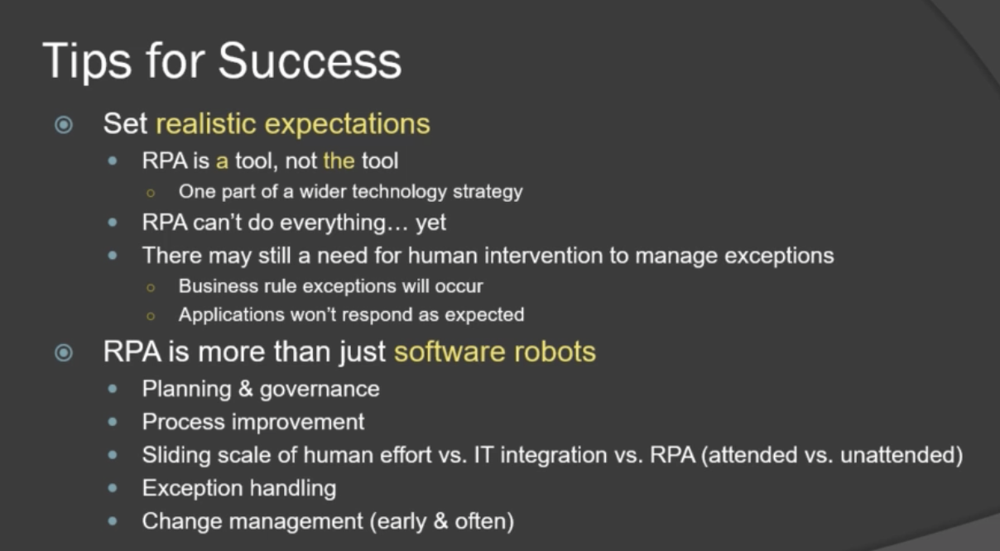 Tips for Success
Set realistic expectations
RPA is a tool, not the tool
One part of a wider technology strategy
RPA can't do everything... yet
There may still a need for human intervention to manage exceptions
Business rule exceptions will occur
Applications won't respond as expected
RPA is more than just software robots
Planning & governance
Process improvement
Sliding scale of human effort vs. IT integration vs. RPA (attended vs. unattended)
Exception handling
Change management (early & often)